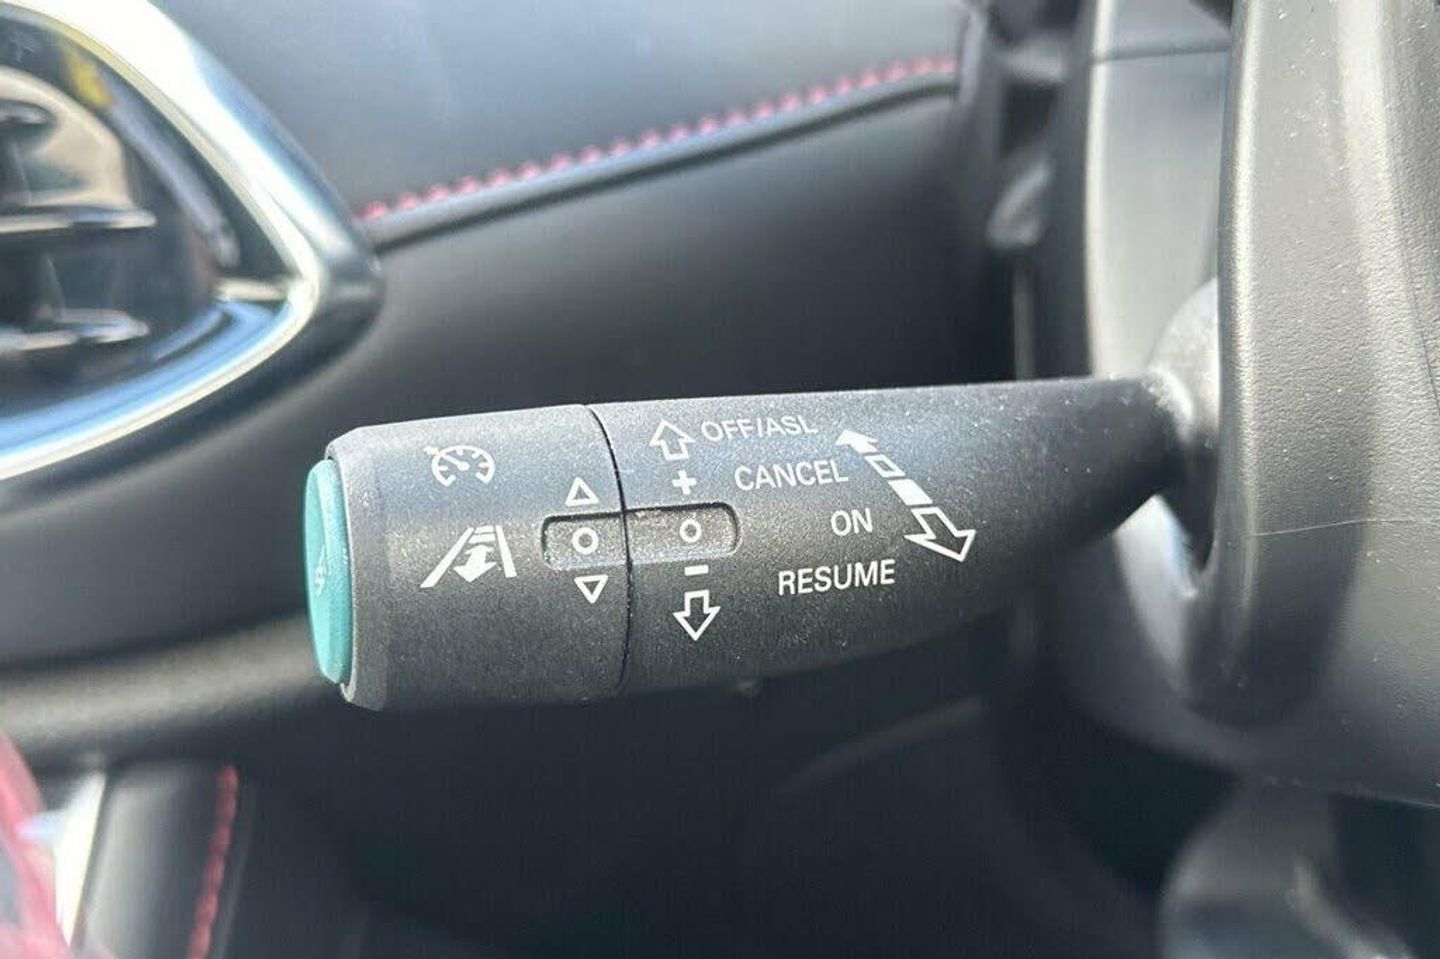 OFF/ASL
+
CANCEL
ON
-
RESUME